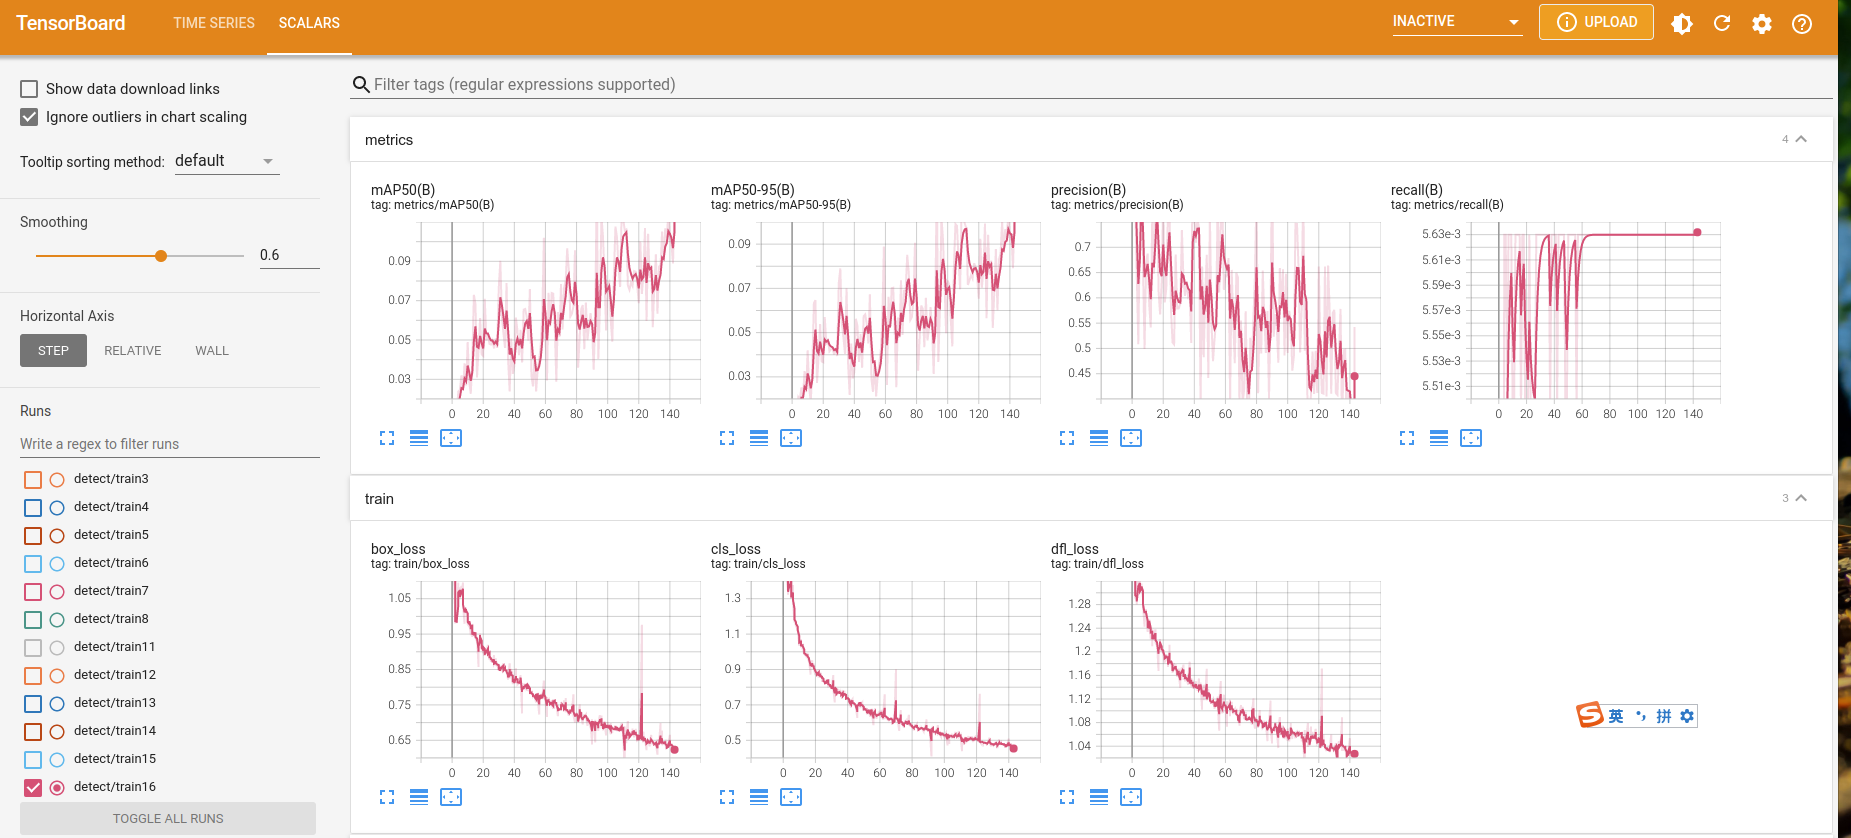 TensorBoard
TIME SERIES
SCALARS
INACTIVE
UPLOAD
Show data download links
Ignore outliers in chart scaling
Tooltip sorting method: default
Smoothing
0.6
Horizontal Axis
STEP RELATIVE WALL
Runs
Write a regex to filter runs
detect/train3
detect/train4
detect/train5
detect/train6
detect/train7
detect/train8
detect/train11
detect/train12
detect/train13
detect/train14
detect/train15
detect/train16
TOGGLE ALL RUNS
Filter tags (regular expressions supported)
metrics 4
mAP50(B)
tag: metrics/mAP50(B)
0.09
0.07
0.05
0.03
0 20 40 60 80 100 120 140
mAP50-95(B)
tag: metrics/mAP50-95(B)
0.09
0.07
0.05
0.03
0 20 40 60 80 100 120 140
precision(B)
tag: metrics/precision(B)
0.7
0.65
0.6
0.55
0.5
0.45
0 20 40 60 80 100 120 140
recall(B)
tag: metrics/recall(B)
5.63e-3
5.61e-3
5.59e-3
5.57e-3
5.55e-3
5.53e-3
5.51e-3
0 20 40 60 80 100 120 140
train 3
box_loss
tag: train/box_loss
1.05
0.95
0.85
0.75
0.65
0 20 40 60 80 100 120 140
cls_loss
tag: train/cls_loss
1.3
1.1
0.9
0.7
0.5
0 20 40 60 80 100 120 140
dfl_loss
tag: train/dfl_loss
1.28
1.24
1.2
1.16
1.12
1.08
1.04
0 20 40 60 80 100 120 140
S 英 拼